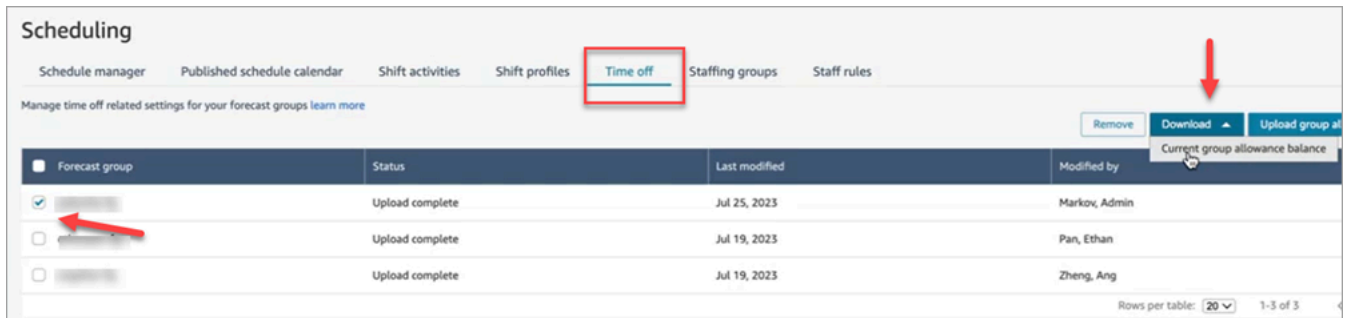 Scheduling
Schedule manager Published schedule calendar Shift activities Shift profiles Time off Staffing groups Staff rules
Manage time off related settings for your forecast groups learn more
Remove Download Upload group al
Current group allowance balance
Forecast group Status Last modified Modified by
Upload complete Jul 25, 2023 Markov, Admin
Upload complete Jul 19, 2023 Pan, Ethan
Upload complete Jul 19, 2023 Zheng, Ang
Rows per table: 20 1-3 of 3